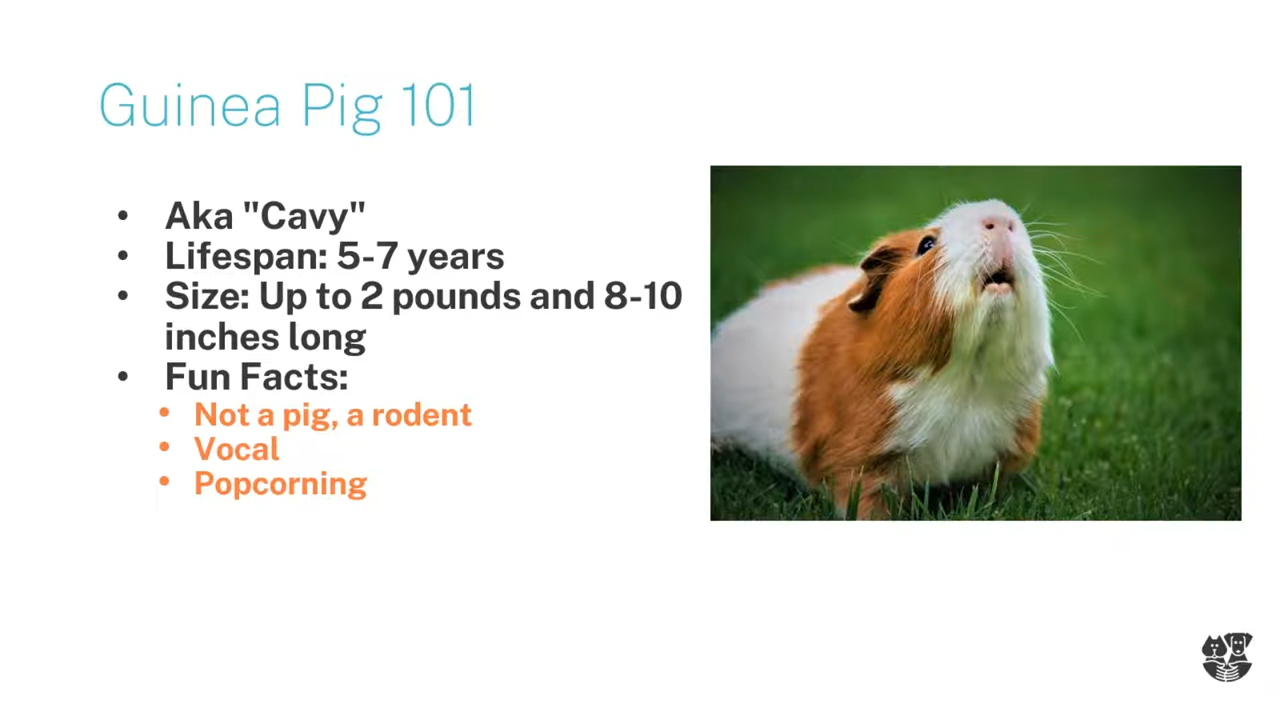 Guinea Pig 101
• Aka "Cavy"
• Lifespan: 5-7 years
• Size: Up to 2 pounds and 8-10
inches long
• Fun Facts:
• Not a pig, a rodent
• Vocal
• Popcorning